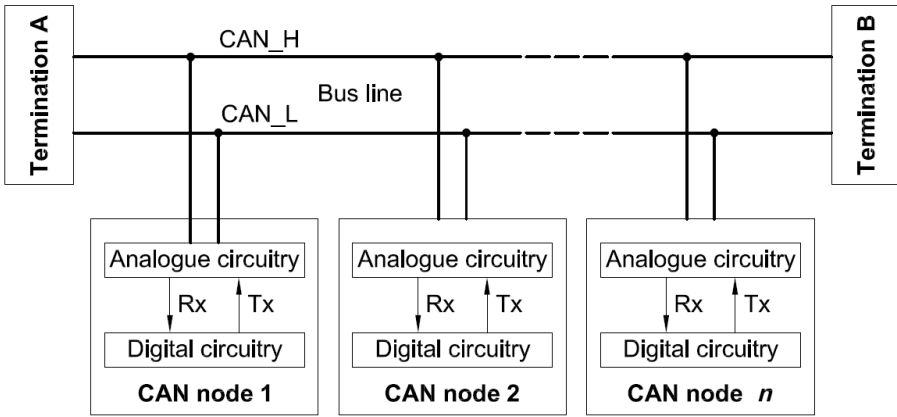 Termination A
CAN_H
Bus line
CAN_L
Termination B
Analogue circuitry
Rx
Tx
Digital circuitry
CAN node 1
Analogue circuitry
Rx
Tx
Digital circuitry
CAN node 2
Analogue circuitry
Rx
Tx
Digital circuitry
CAN node n